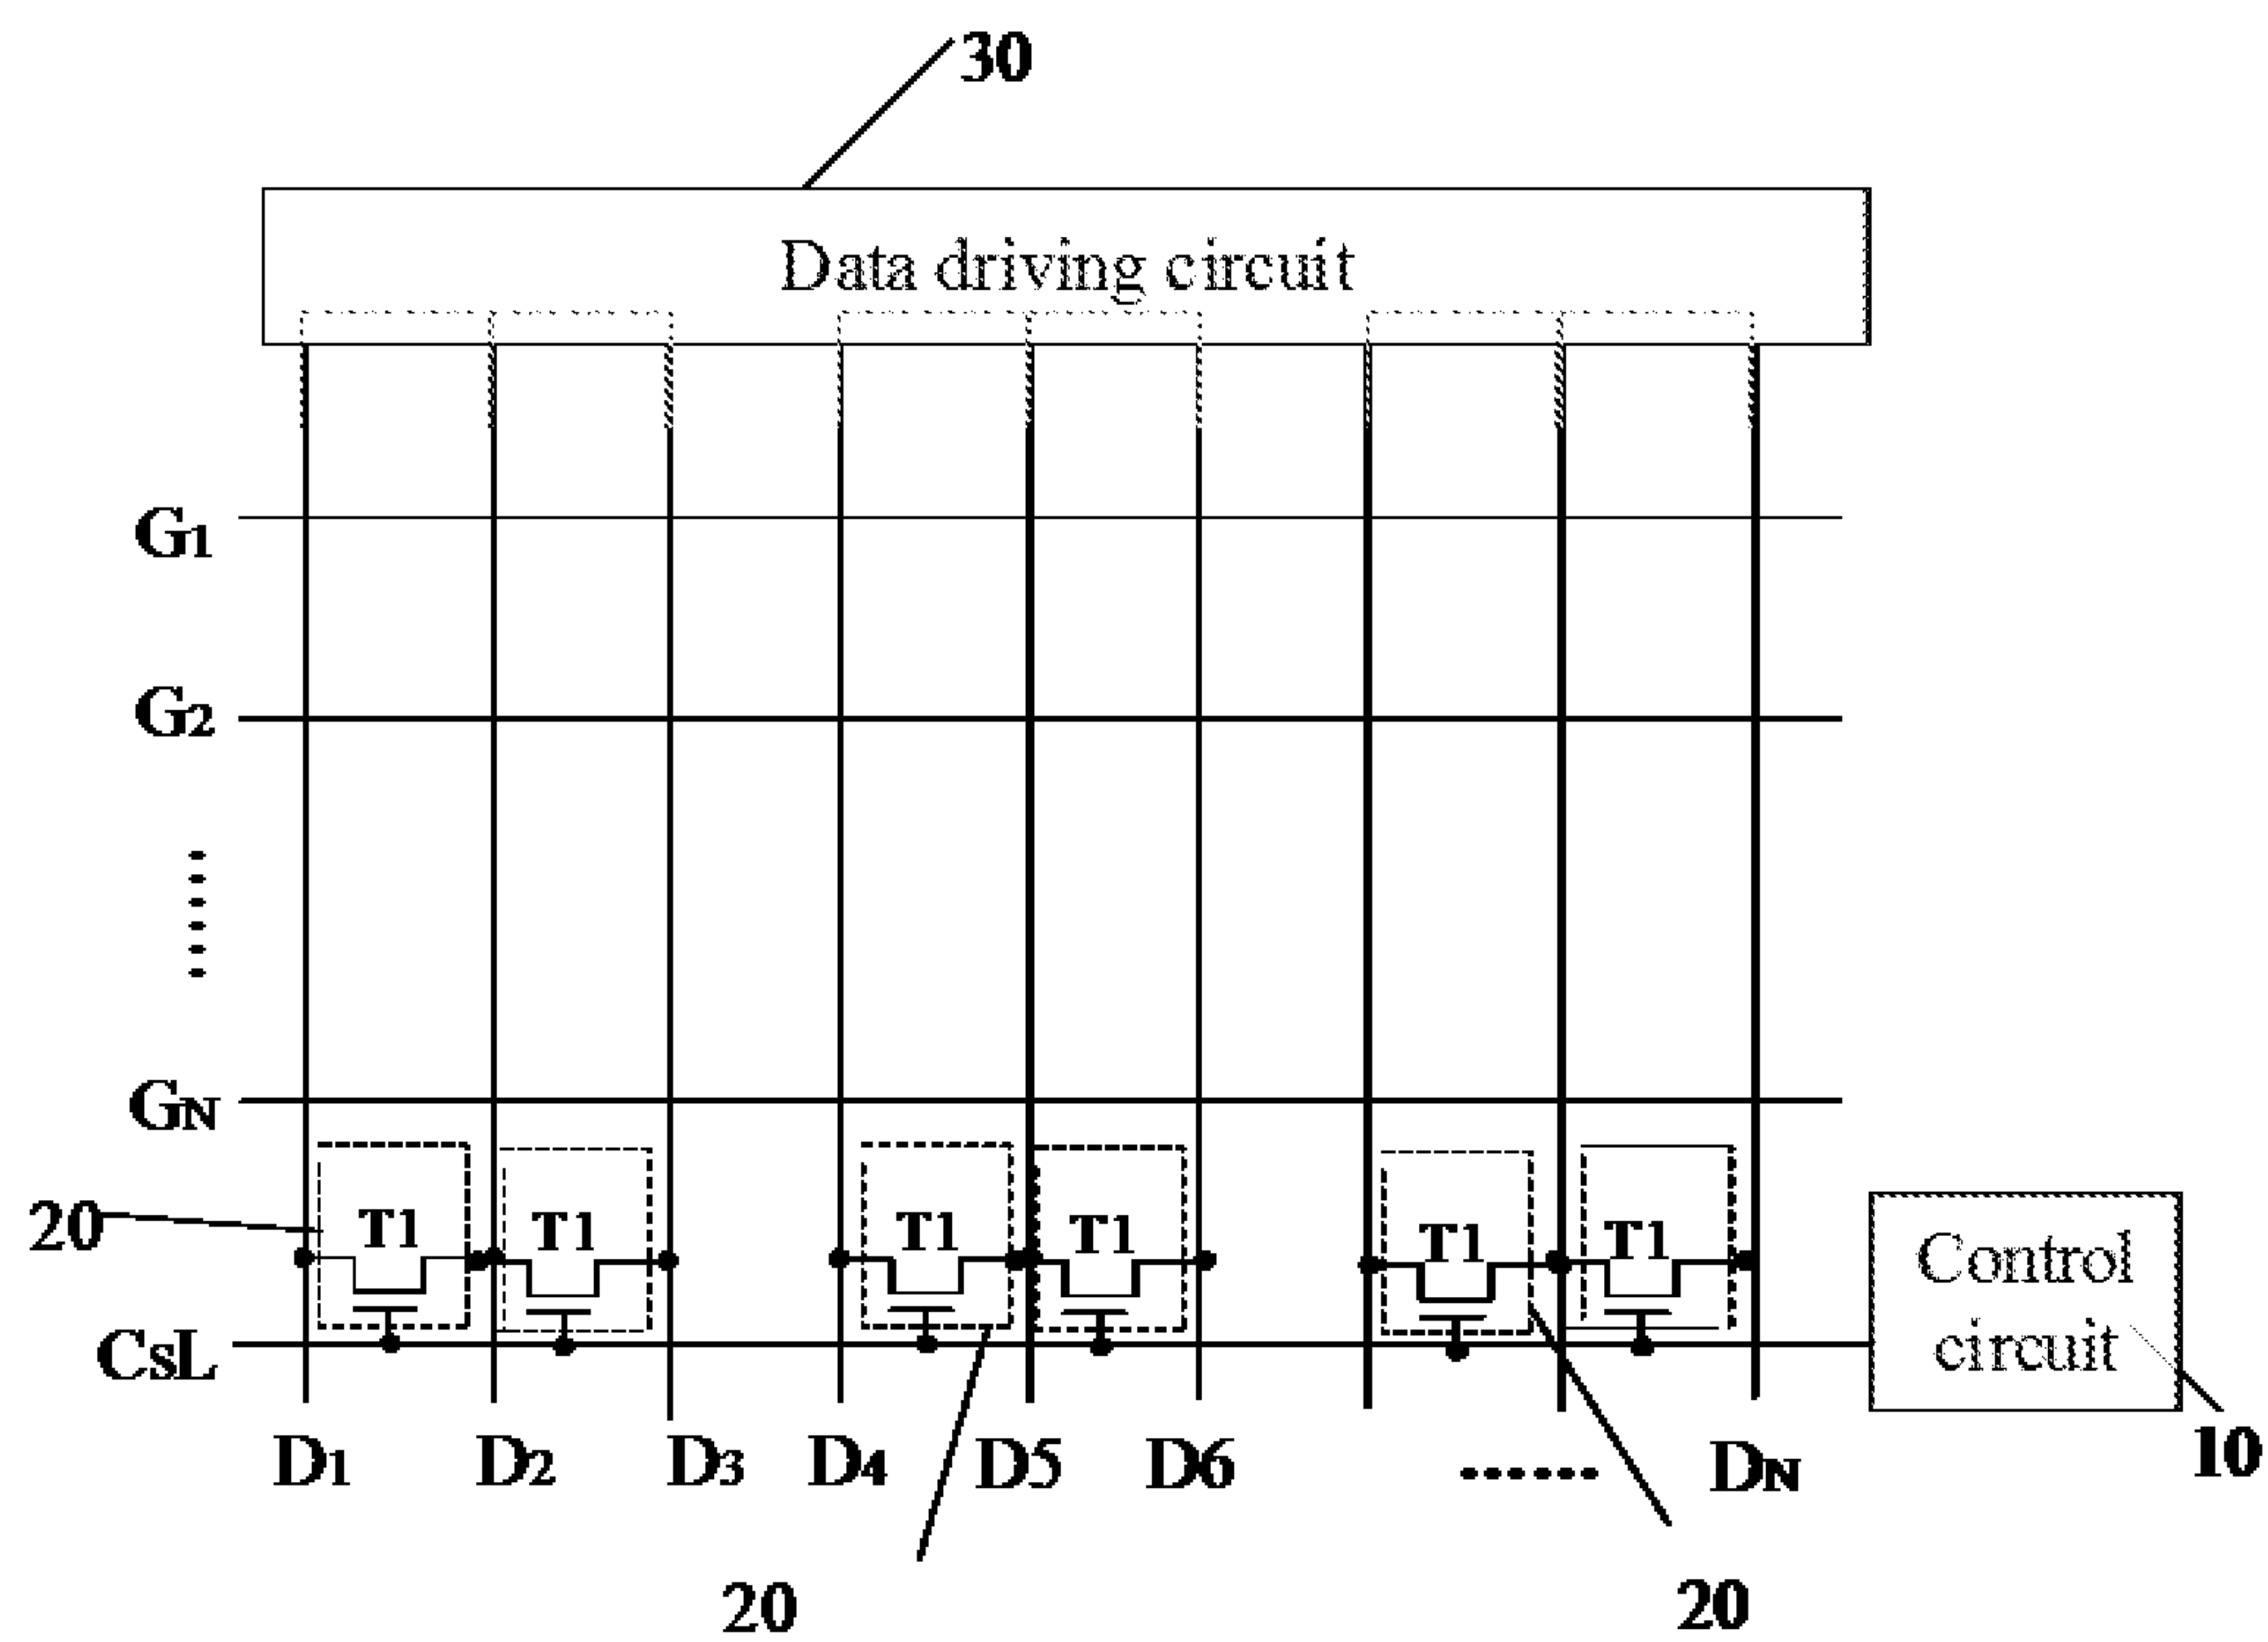 30
Data driving circuit
G1
G2
GN
20 T1 T1 T1 T1 T1 T1
Control
circuit
CsL
D1 D2 D3 D4 D5 D6 ...... DN
10
20 20